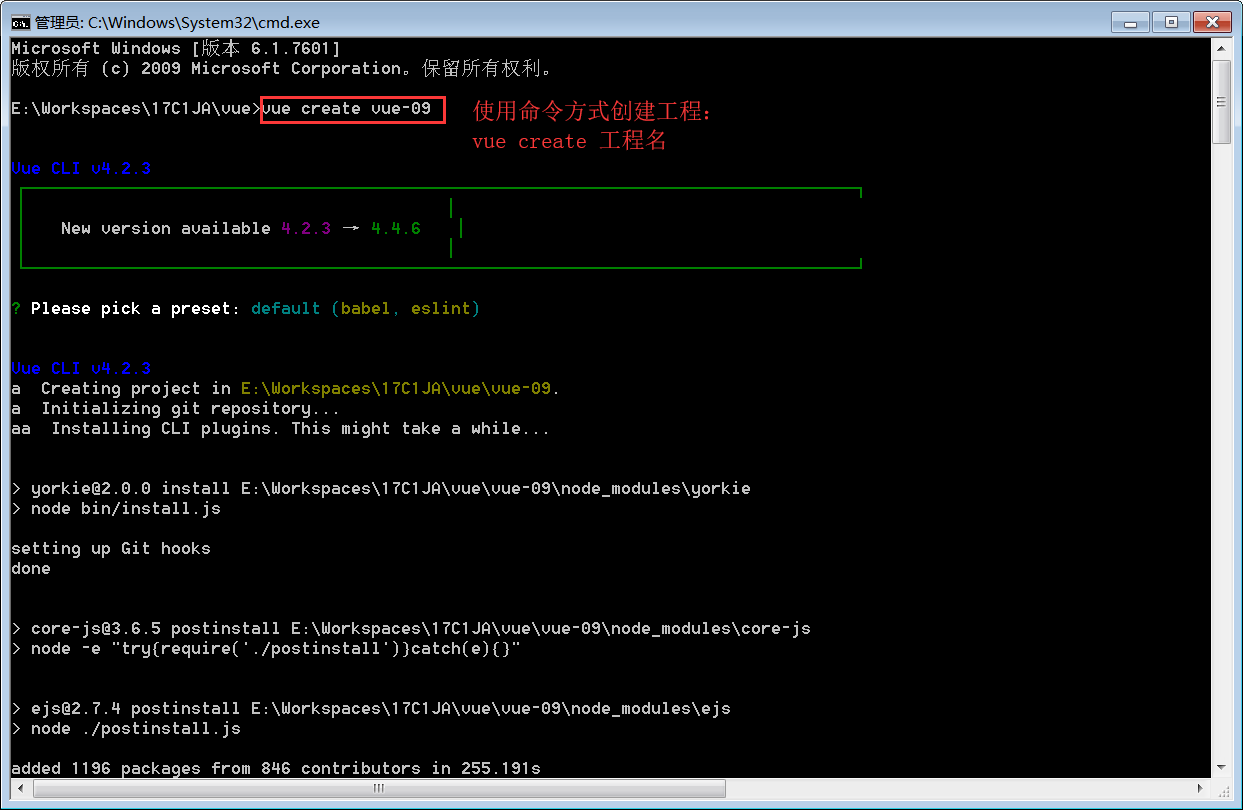 管理员: C:\Windows\System32\cmd.exe
Microsoft Windows [版本 6.1.7601]
版权所有 (c) 2009 Microsoft Corporation。保留所有权利。
E:\Workspaces\17C1JA\vue>vue create vue-09
使用命令方式创建工程：
vue create 工程名
Vue CLI v4.2.3
New version available 4.2.3 → 4.4.6
? Please pick a preset: default (babel, eslint)
Vue CLI v4.2.3
a  Creating project in E:\Workspaces\17C1JA\vue\vue-09.
a  Initializing git repository...
aa  Installing CLI plugins. This might take a while...
> yorkie@2.0.0 install E:\Workspaces\17C1JA\vue\vue-09\node_modules\yorkie
> node bin/install.js
setting up Git hooks
done
> core-js@3.6.5 postinstall E:\Workspaces\17C1JA\vue\vue-09\node_modules\core-js
> node -e "try{require('./postinstall')}catch(e){}"
> ejs@2.7.4 postinstall E:\Workspaces\17C1JA\vue\vue-09\node_modules\ejs
> node ./postinstall.js
added 1196 packages from 846 contributors in 255.191s